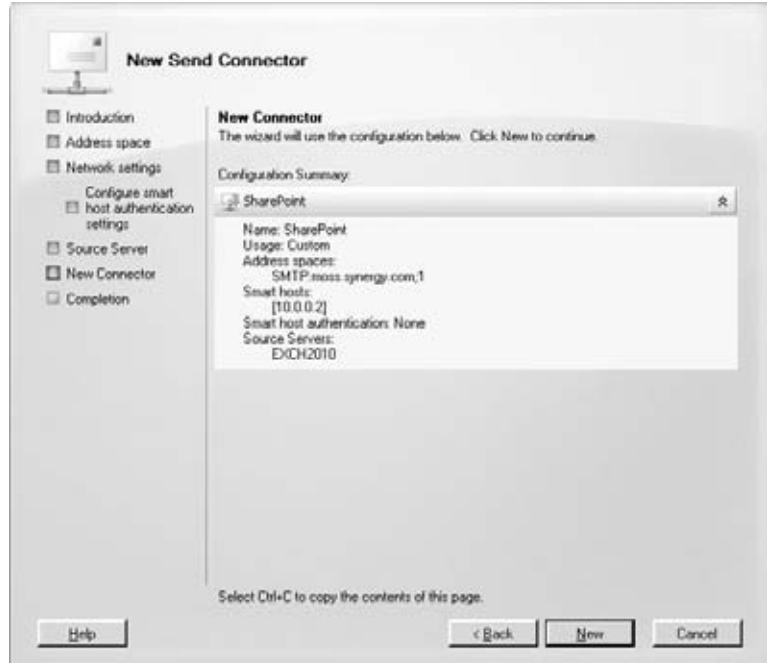 New Send Connector
Introduction
Address space
Network settings
Configure smart
host authentication
settings
Source Server
New Connector
Completion
New Connector
The wizard will use the configuration below. Click New to continue.
Configuration Summary:
SharePoint
Name: SharePoint
Usage: Custom
Address spaces:
SMTP:moss.synergy.com;1
Smart hosts:
[10.0.0.2]
Smart host authentication: None
Source Servers:
EXCH2010
Select Ctrl+C to copy the contents of this page.
Help
< Back
New
Cancel